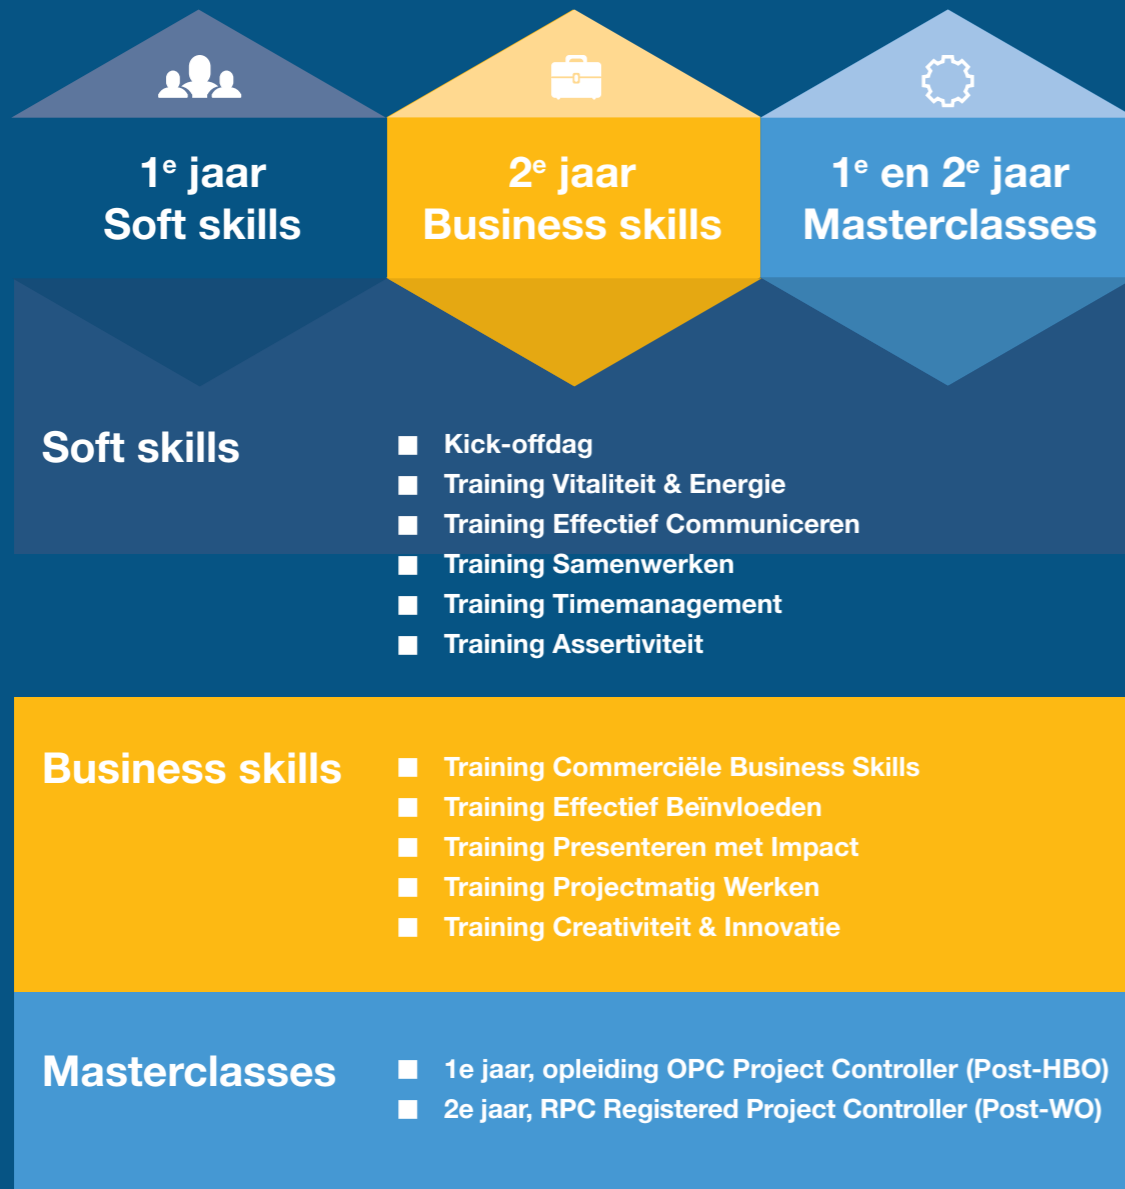 1e jaar
Soft skills
2e jaar
Business skills
1e en 2e jaar
Masterclasses
Soft skills
Kick-offdag
Training Vitaliteit & Energie
Training Effectief Communiceren
Training Samenwerken
Training Timemanagement
Training Assertiviteit
Business skills
Training Commerciële Business Skills
Training Effectief Beïnvloeden
Training Presenteren met Impact
Training Projectmatig Werken
Training Creativiteit & Innovatie
Masterclasses
1e jaar, opleiding OPC Project Controller (Post-HBO)
2e jaar, RPC Registered Project Controller (Post-WO)